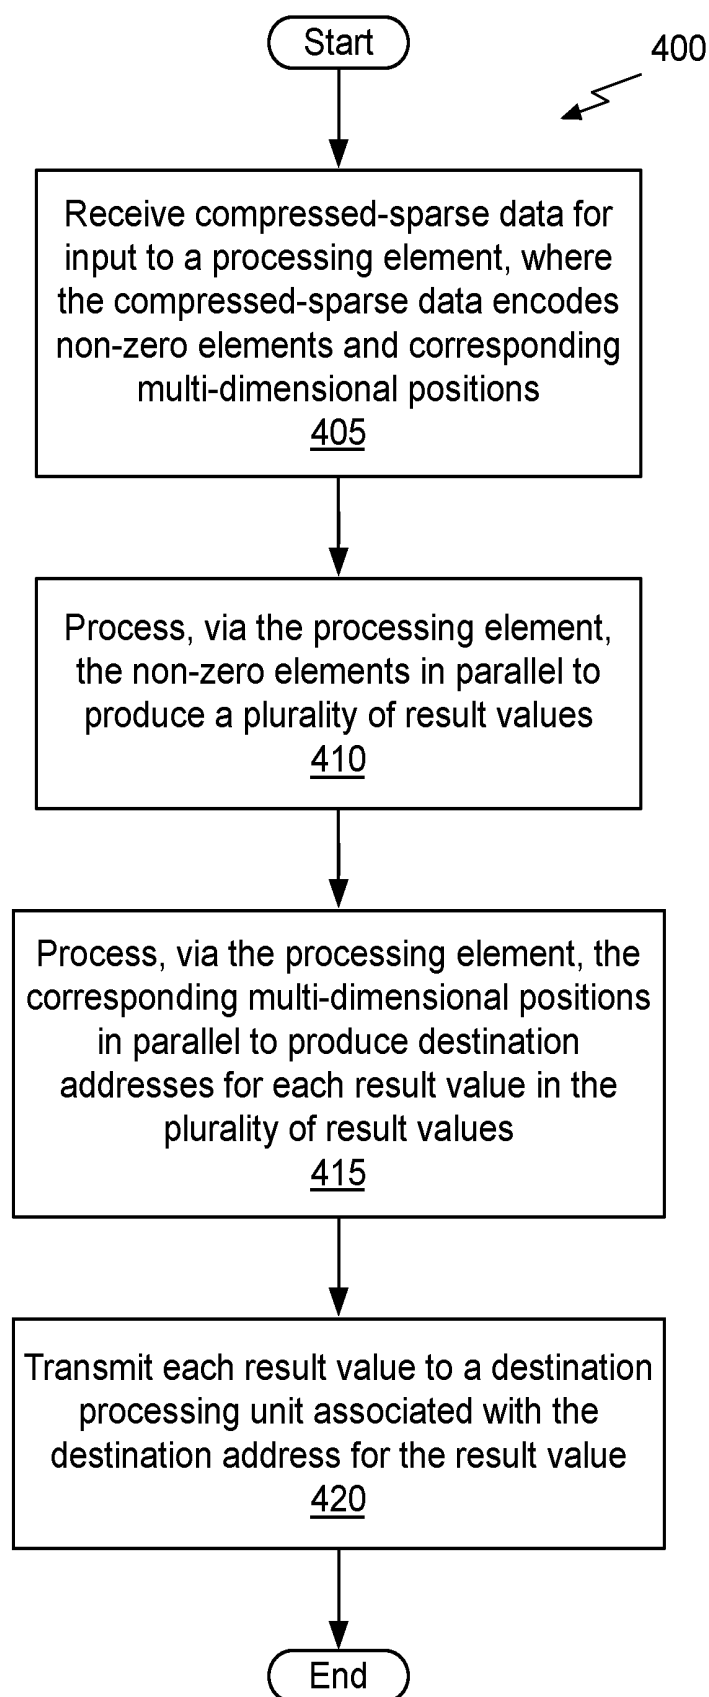 Start
400
Receive compressed-sparse data for
input to a processing element, where
the compressed-sparse data encodes
non-zero elements and corresponding
multi-dimensional positions
405
Process, via the processing element,
the non-zero elements in parallel to
produce a plurality of result values
410
Process, via the processing element, the
corresponding multi-dimensional positions
in parallel to produce destination
addresses for each result value in the
plurality of result values
415
Transmit each result value to a destination
processing unit associated with the
destination address for the result value
420
End